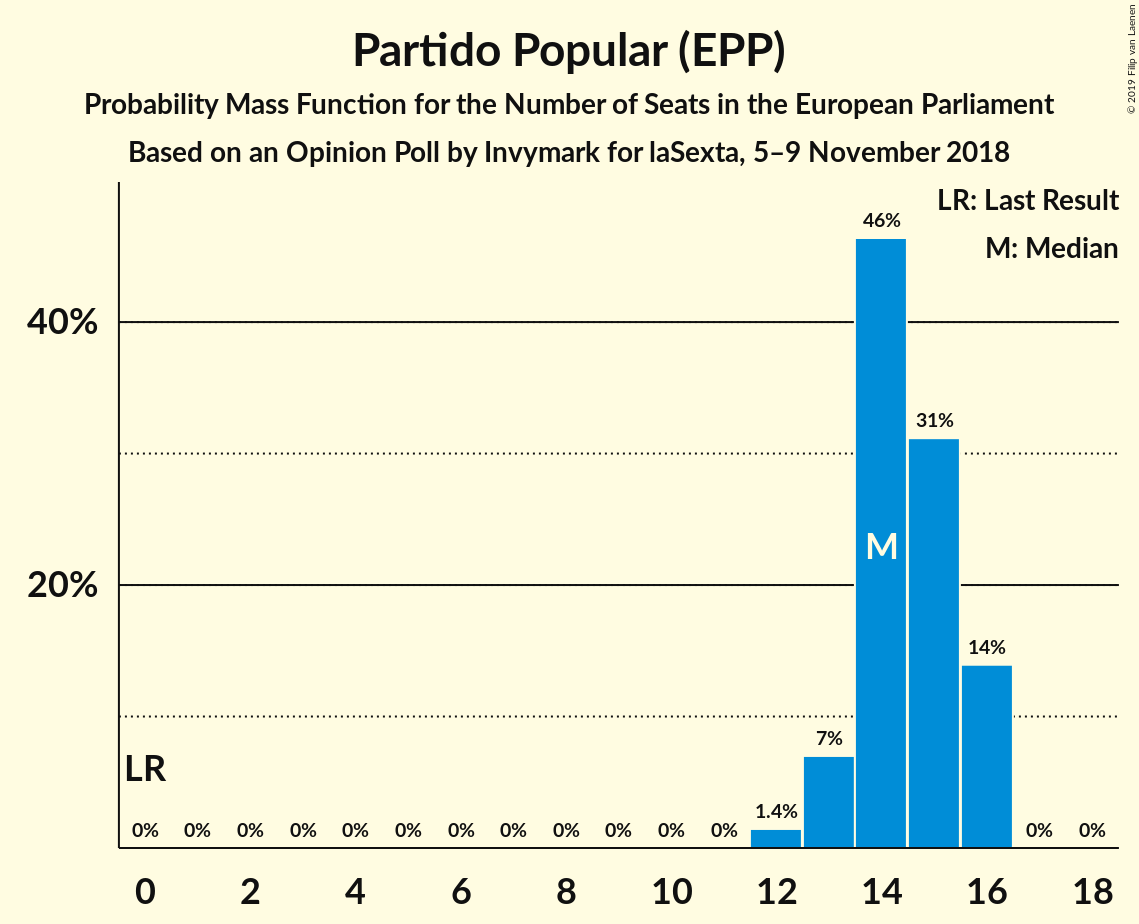 Partido Popular (EPP)
Probability Mass Function for the Number of Seats in the European Parliament
Based on an Opinion Poll by Invymark for laSexta, 5–9 November 2018
© 2019 Filip van Laenen
LR: Last Result
M: Median
46%
40%
31%
M
20%
14%
7%
LR
1.4%
0% 0% 0% 0% 0% 0% 0% 0% 0% 0% 0% 0% 0% 0%
0 2 4 6 8 10 12 14 16 18